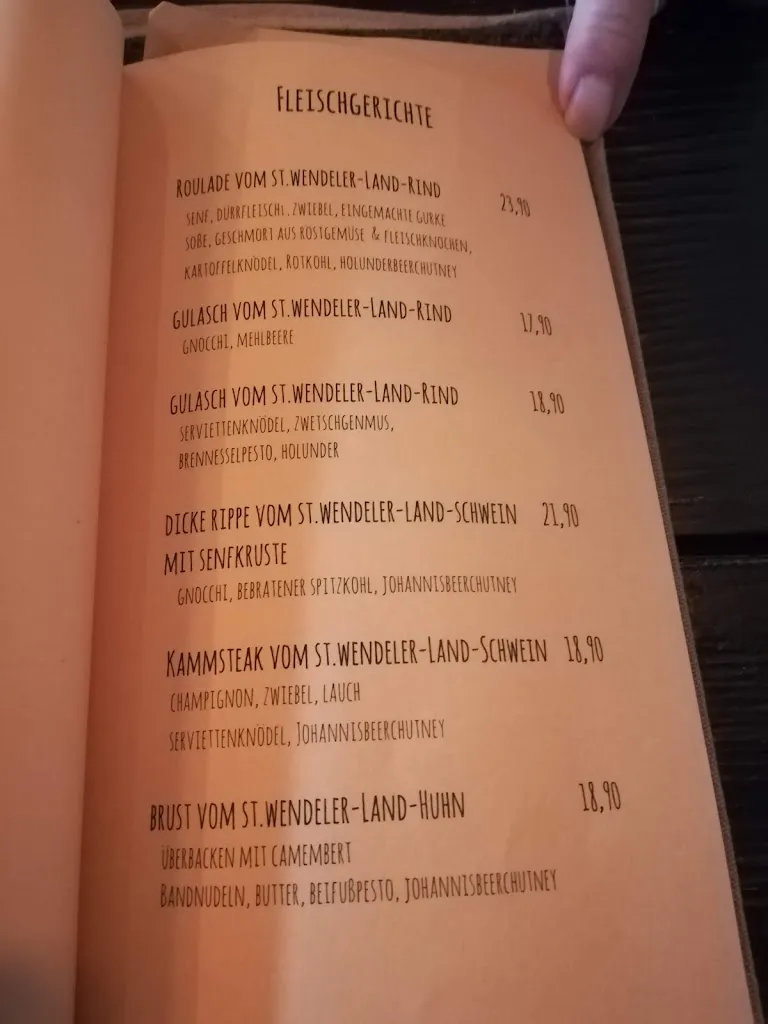 FLEISCHGERICHTE
ROULADE VOM ST.WENDELER-LAND-RIND 23,90
SENF, DÜRRFLEISCH, ZWIEBEL, EINGEMACHTE GURKE
SOßE, GESCHMORT AUS RÖSTGEMÜSE & FLEISCHKNOCHEN,
KARTOFFELKNÖDEL, ROTKOHL, HOLUNDERBEERCHUTNEY
GULASCH VOM ST.WENDELER-LAND-RIND 17,90
GNOCCHI, MEHLBEERE
GULASCH VOM ST.WENDELER-LAND-RIND 18,90
SERVIETTENKNÖDEL, ZWETSCHGENMUS,
BRENNESSELPESTO, HOLUNDER
DICKE RIPPE VOM ST.WENDELER-LAND-SCHWEIN 21,90
MIT SENFKRUSTE
GNOCCHI, BEBRATENER SPITZKOHL, JOHANNISBEERCHUTNEY
KAMMSTEAK VOM ST.WENDELER-LAND-SCHWEIN 18,90
CHAMPIGNON, ZWIEBEL, LAUCH
SERVIETTENKNÖDEL, JOHANNISBEERCHUTNEY
BRUST VOM ST.WENDELER-LAND-HUHN 18,90
ÜBERBACKEN MIT CAMEMBERT
BANDNUDELN, BUTTER, BEIFUßPESTO, JOHANNISBEERCHUTNEY